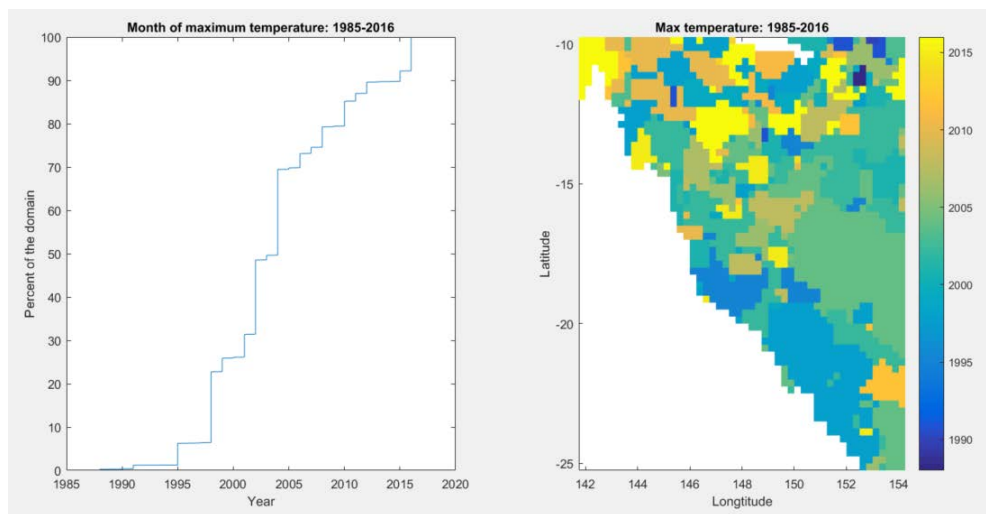 Month of maximum temperature: 1985-2016
100
90
80
70
60
50
40
30
20
10
0
Percent of the domain
1985 1990 1995 2000 2005 2010 2015 2020
Year
Max temperature: 1985-2016
-10
-15
-20
-25
Latitude
142 144 146 148 150 152 154
Longtitude
2015
2010
2005
2000
1995
1990